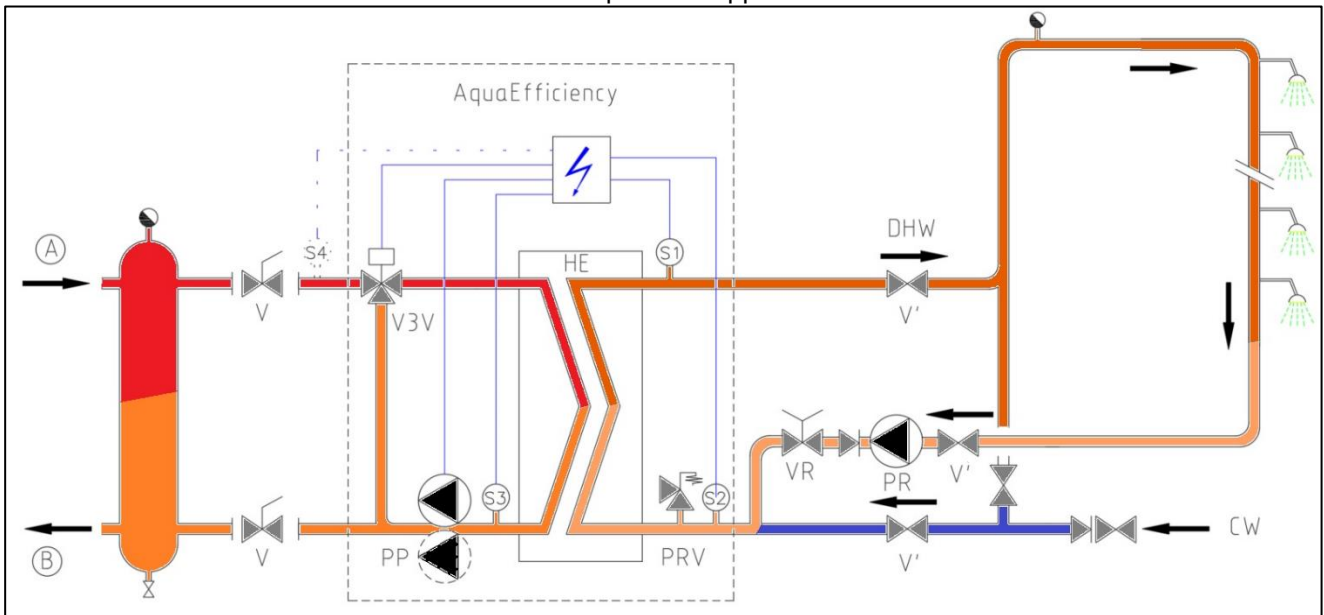 AquaEfficiency
A
S4
S1
HE
DHW
V
V3V
V'
VR
PR
V'
S3
S2
B
V
PP
PRV
V'
CW